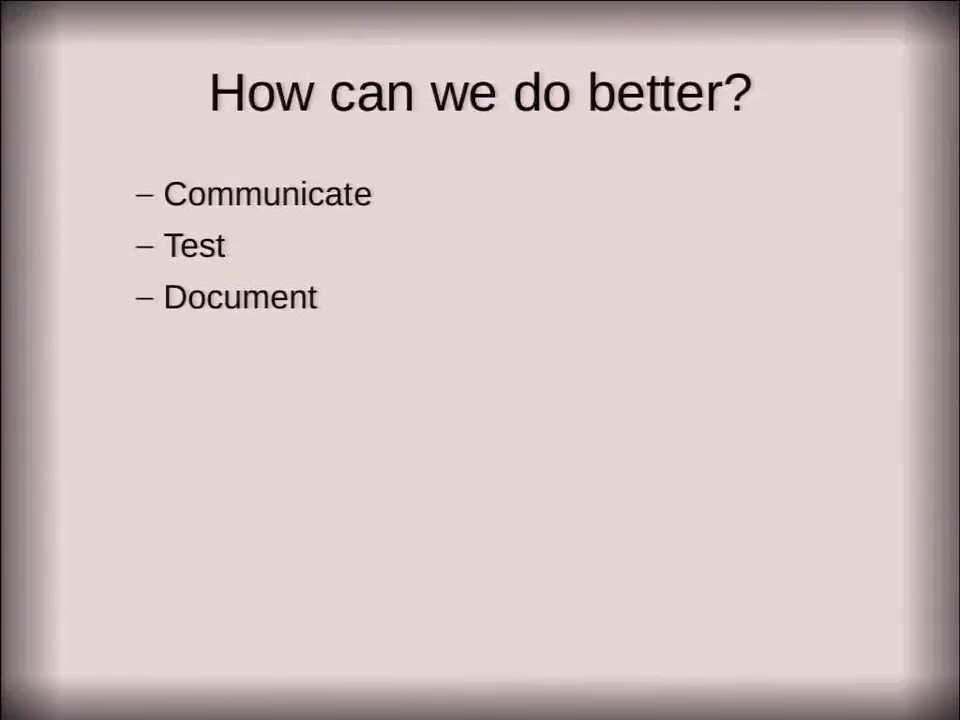 How can we do better?
– Communicate
– Test
– Document